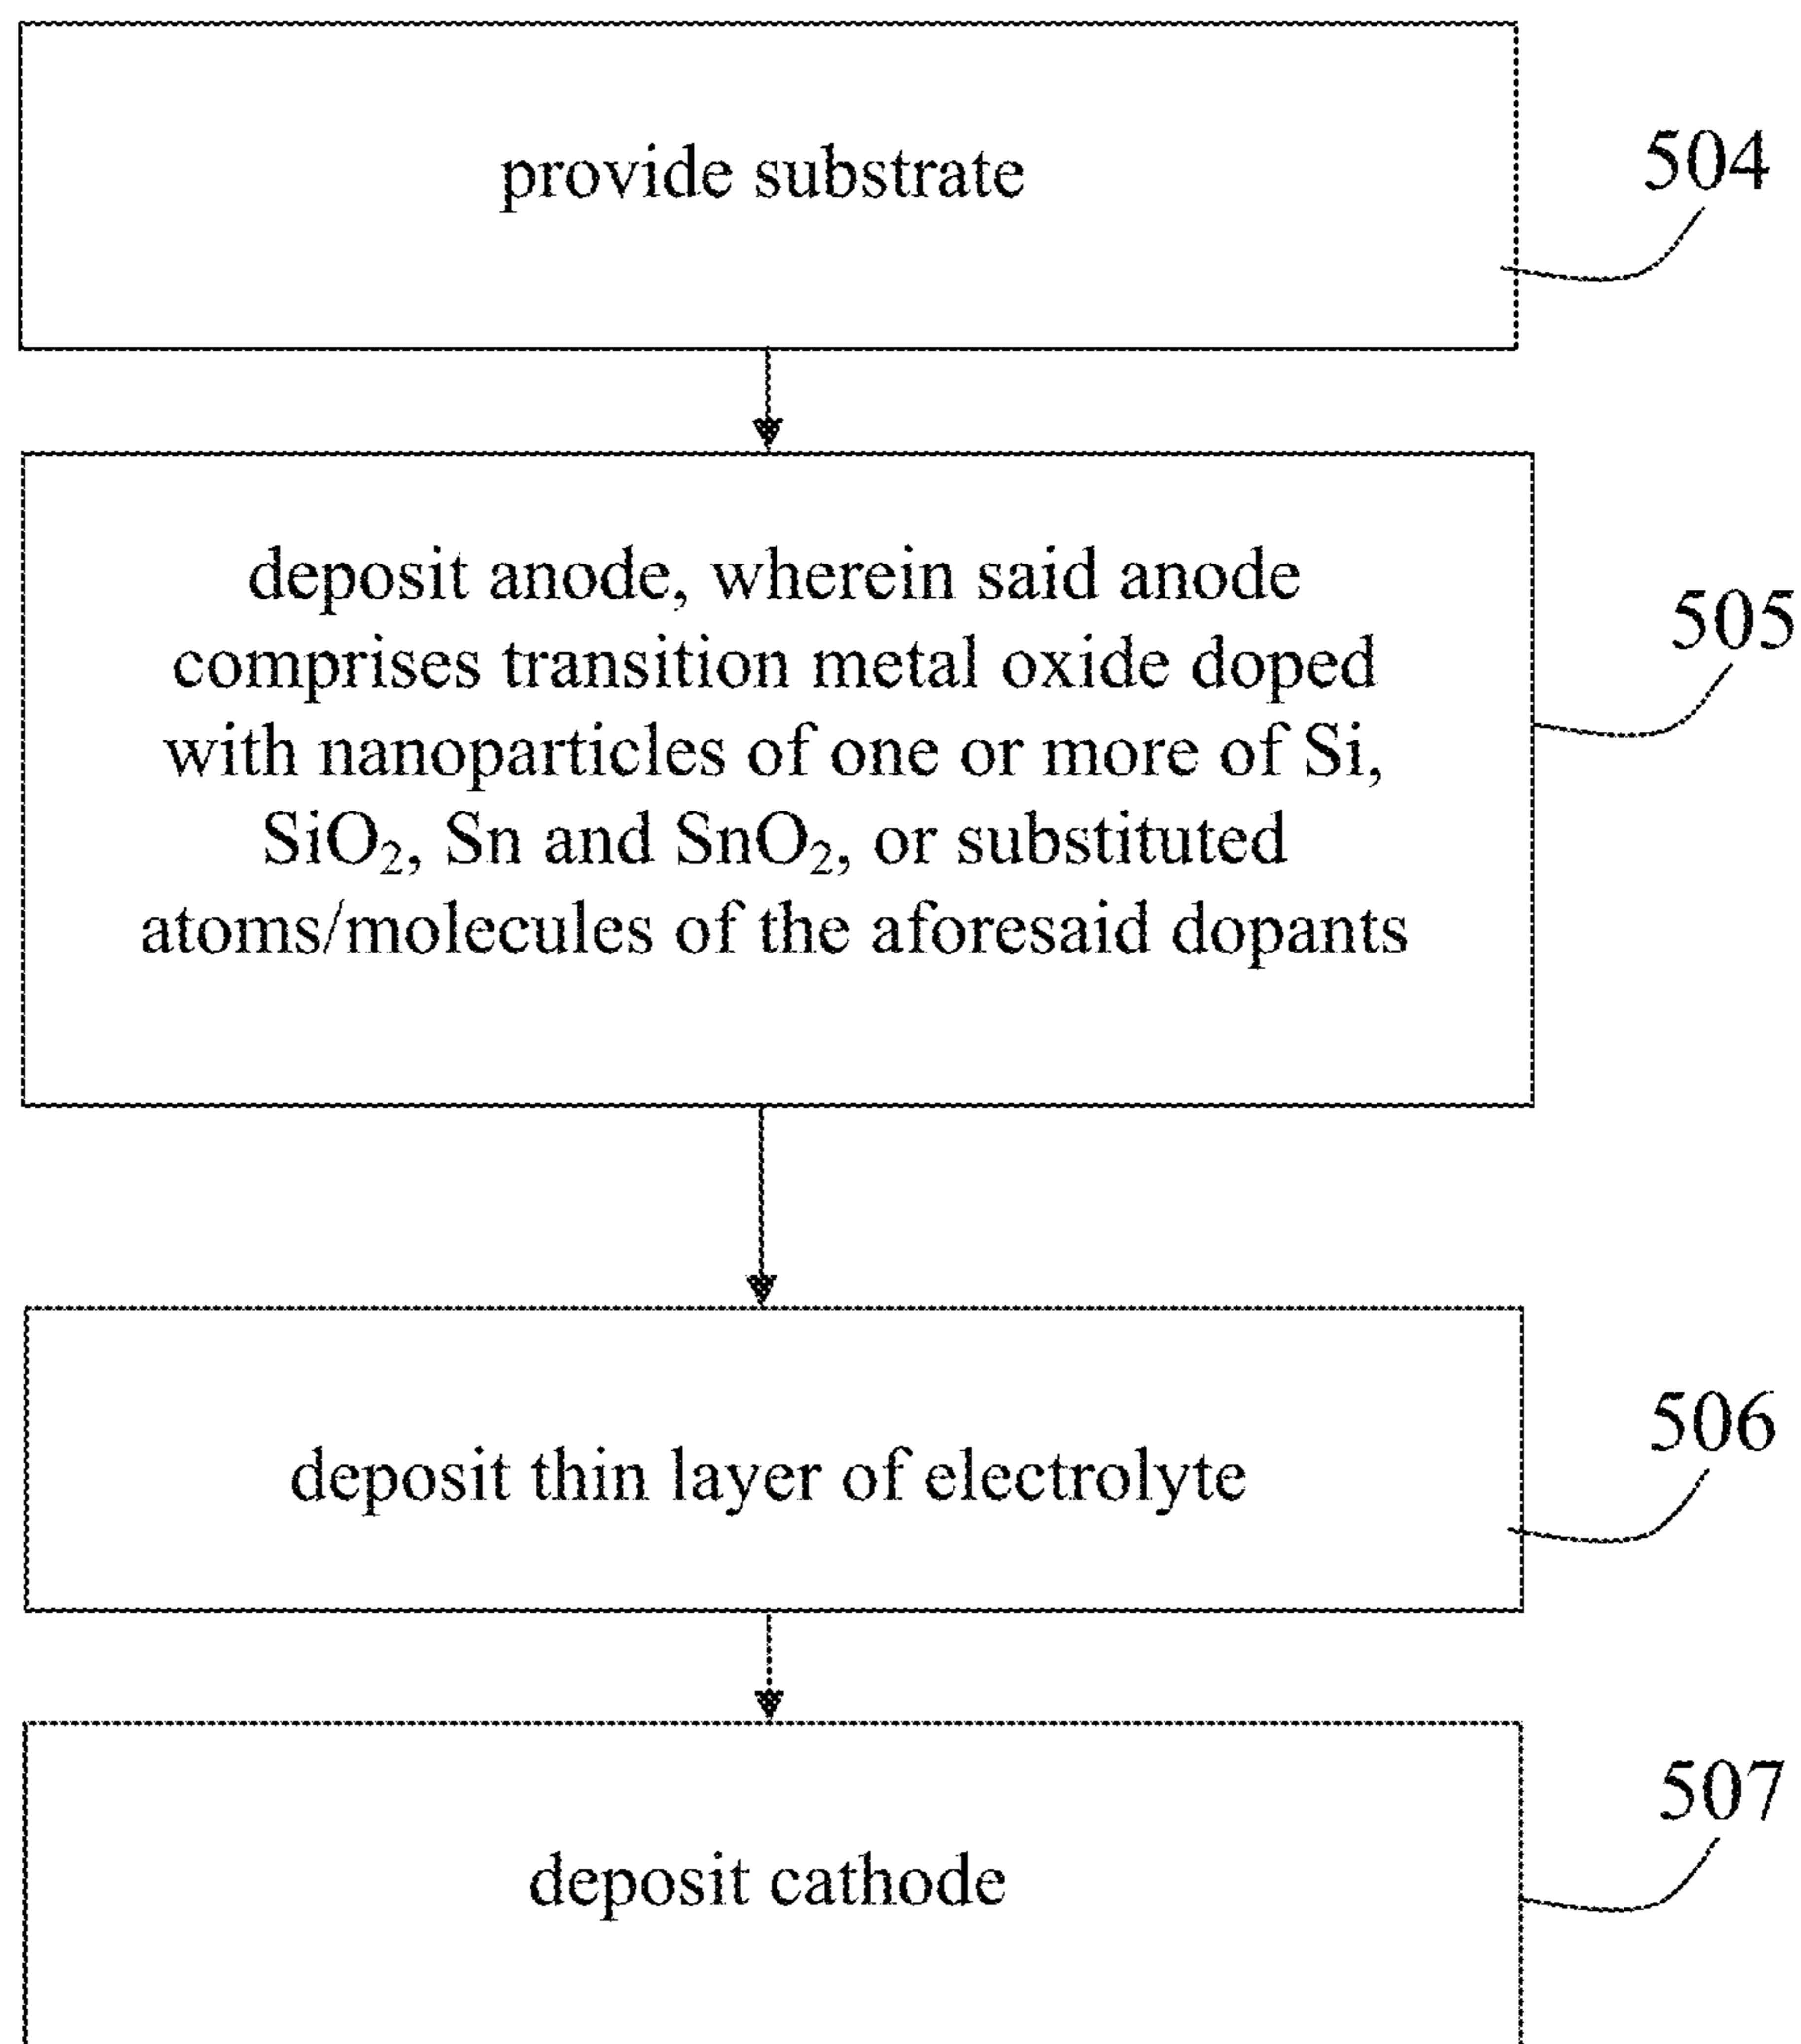 provide substrate
504
deposit anode, wherein said anode
comprises transition metal oxide doped
with nanoparticles of one or more of Si,
SiO₂, Sn and SnO₂, or substituted
atoms/molecules of the aforesaid dopants
505
deposit thin layer of electrolyte
506
deposit cathode
507